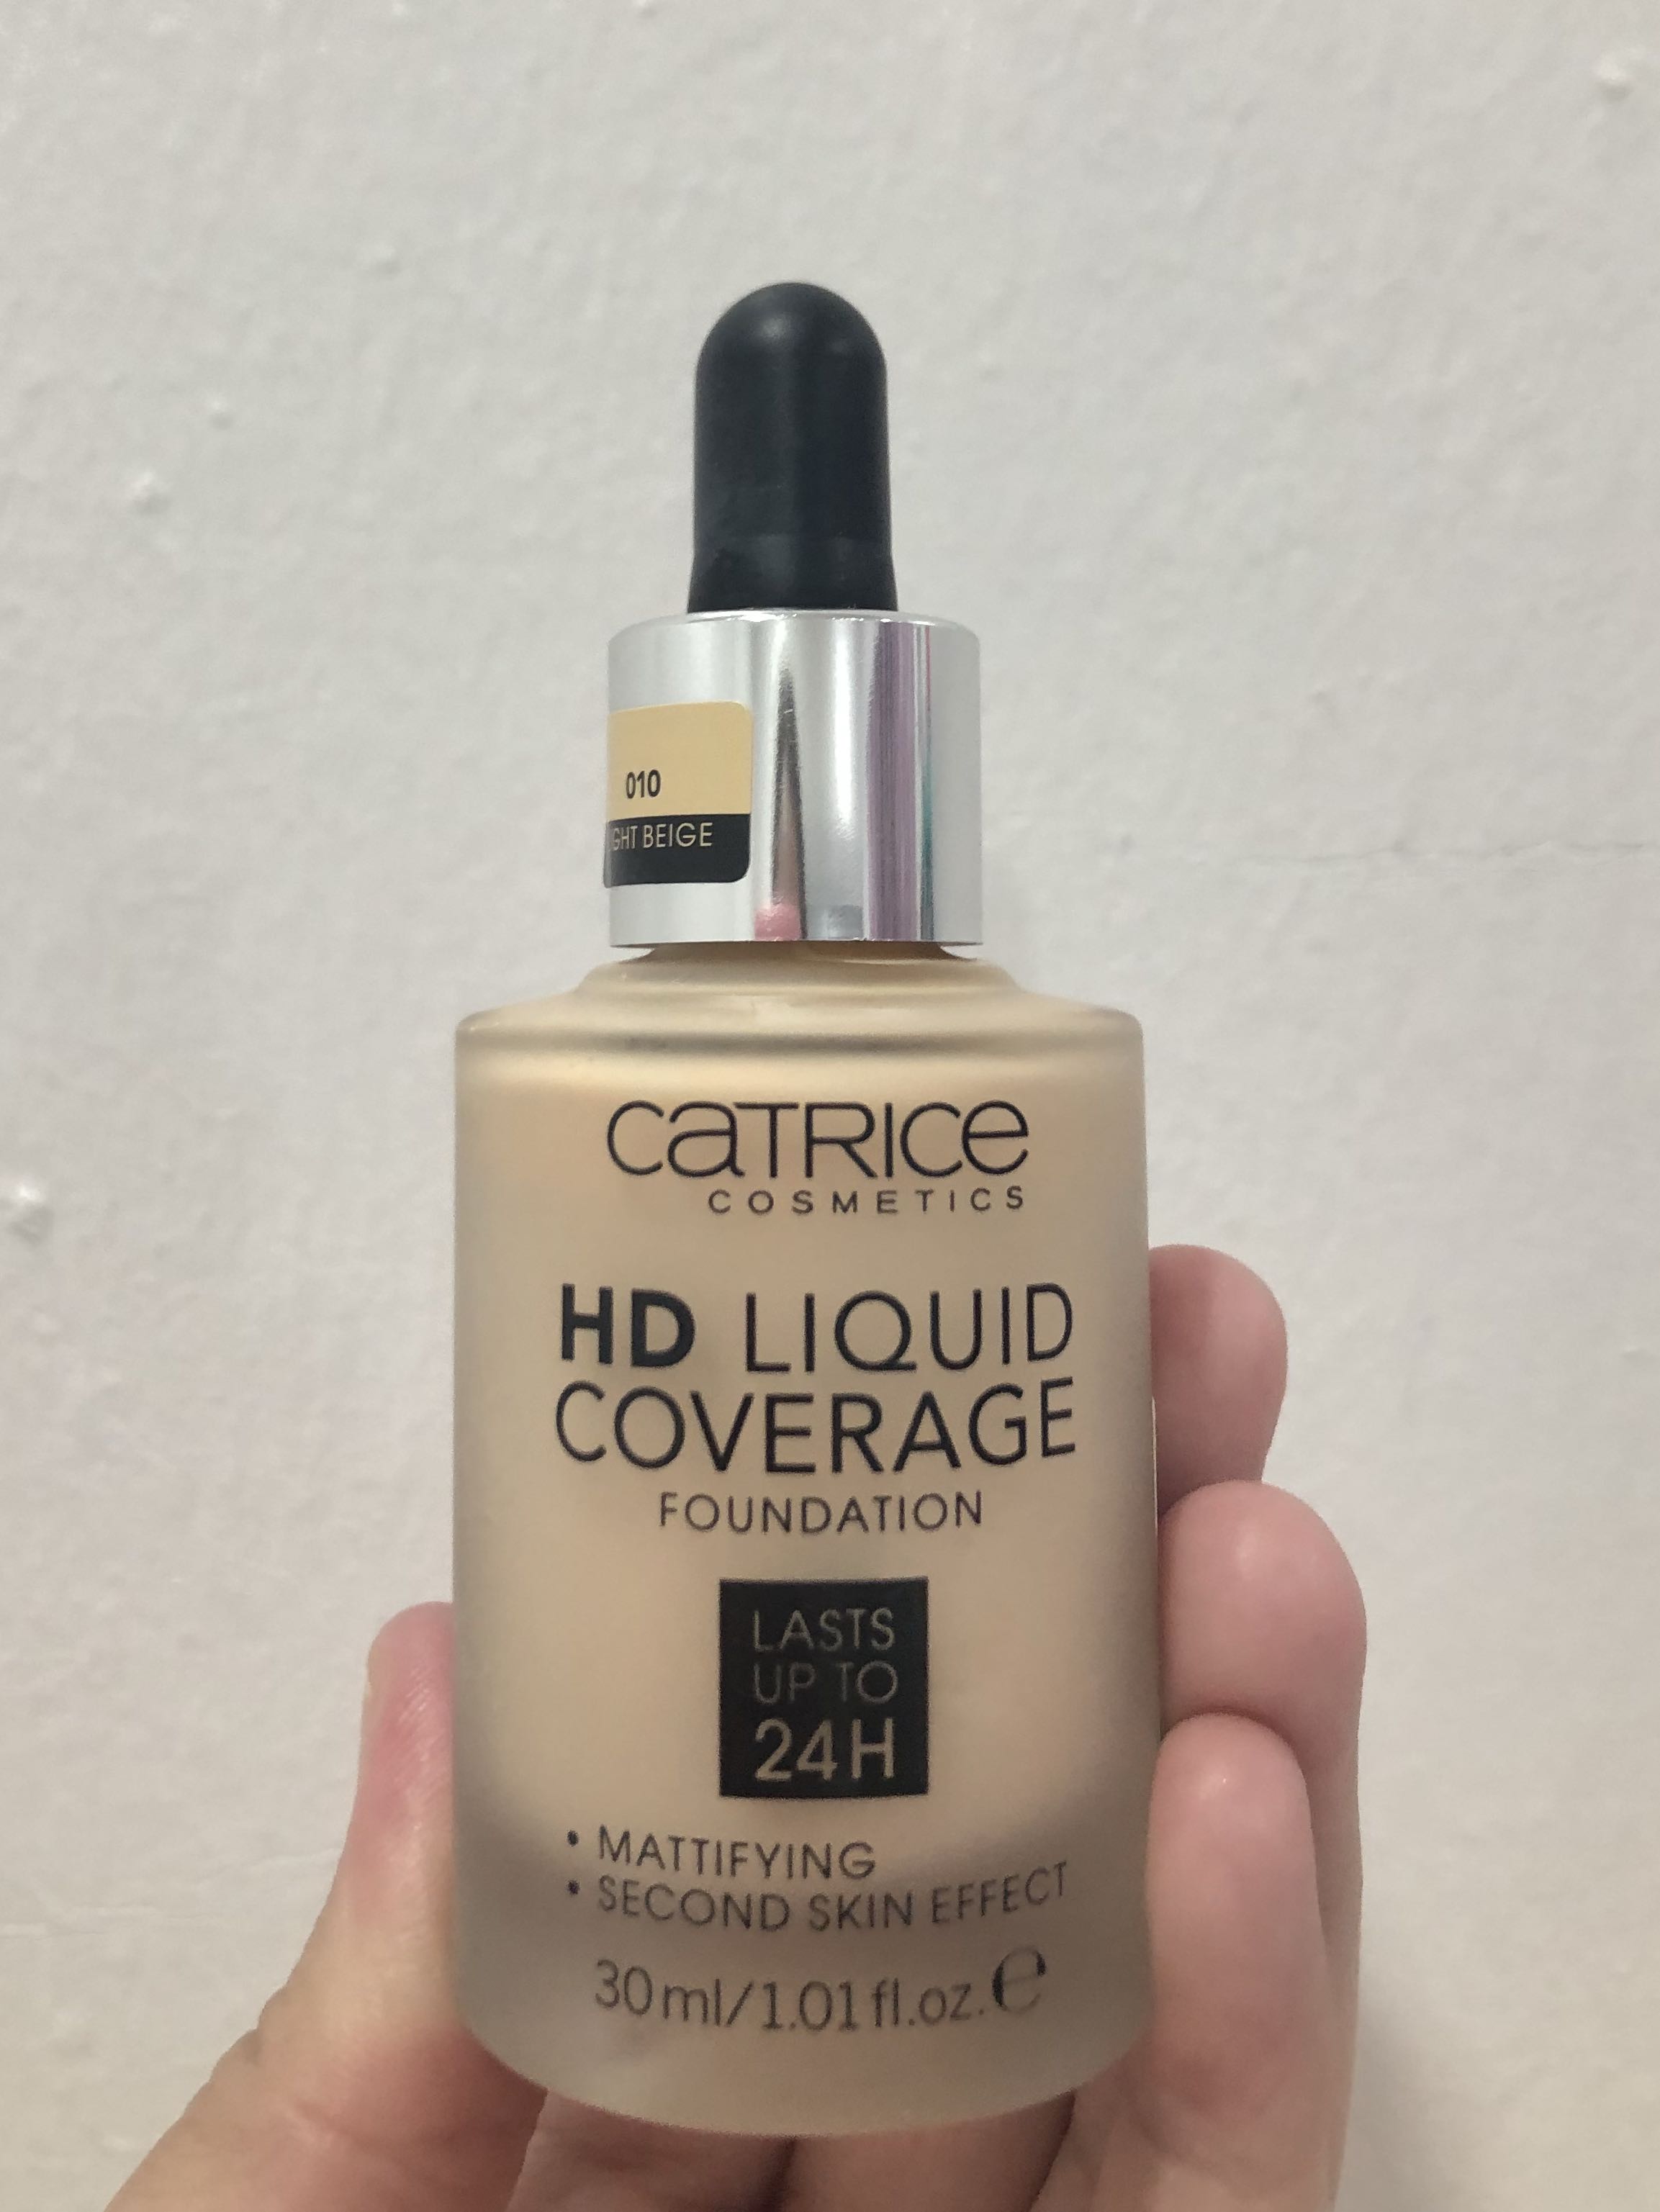 010
BEIGE
CATRICE
COSMETICS
HD LIQUID
COVERAGE
FOUNDATION
LASTS
UP TO
24H
• MATTIFYING
• SECOND SKIN EFFECT
30ml/1.01fl.oz.e